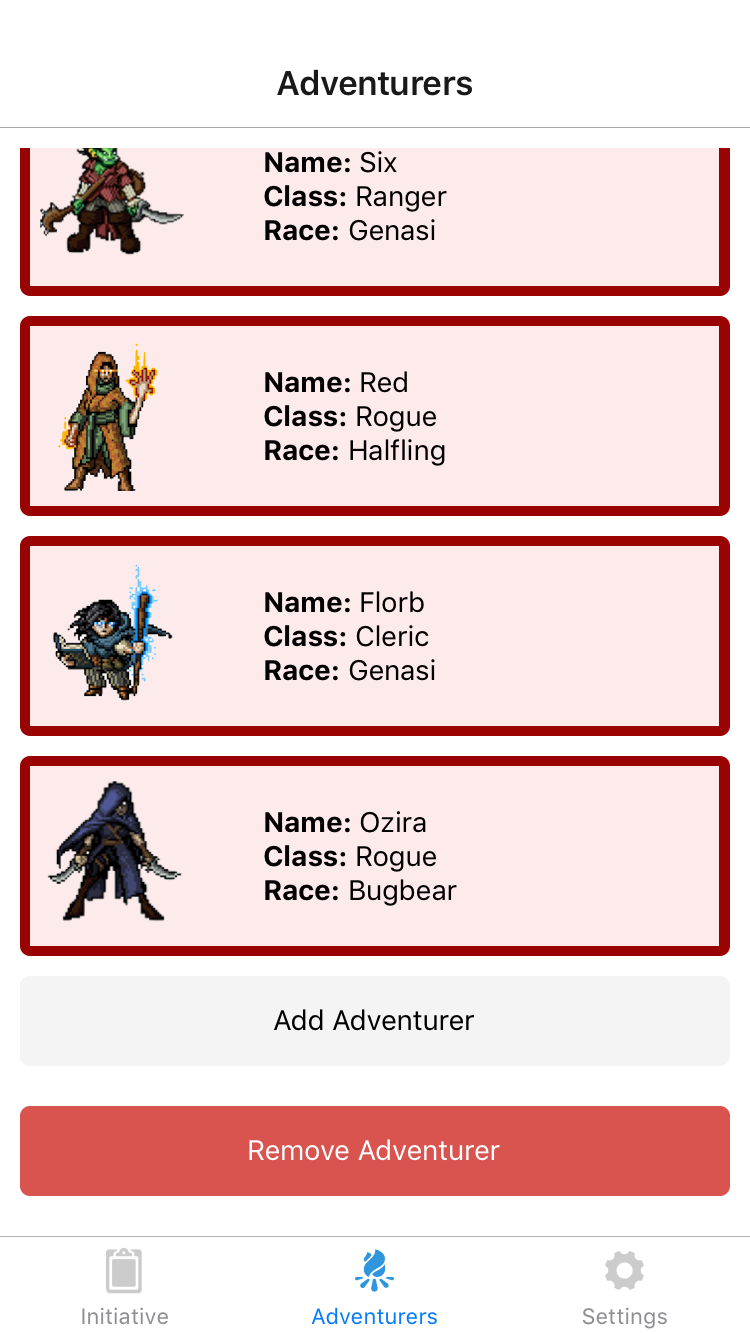 Adventurers
Name: Six
Class: Ranger
Race: Genasi
Name: Red
Class: Rogue
Race: Halfling
Name: Florb
Class: Cleric
Race: Genasi
Name: Ozira
Class: Rogue
Race: Bugbear
Add Adventurer
Remove Adventurer
Initiative
Adventurers
Settings